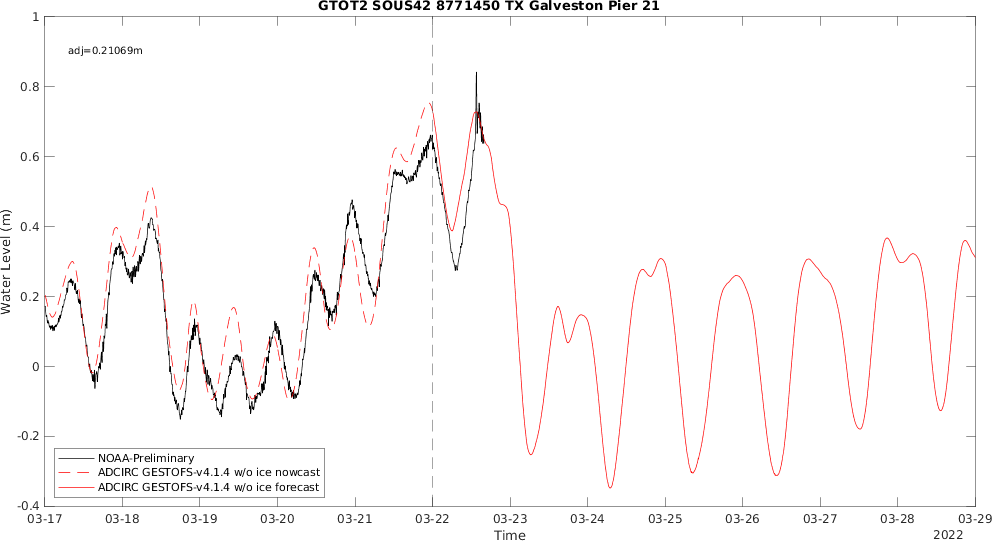 GTOT2 SOUS42 8771450 TX Galveston Pier 21
adj=0.21069m
Water Level (m)
1
0.8
0.6
0.4
0.2
0
-0.2
-0.4
NOAA-Preliminary
ADCIRC GESTOFS-v4.1.4 w/o ice nowcast
ADCIRC GESTOFS-v4.1.4 w/o ice forecast
03-17 03-18 03-19 03-20 03-21 03-22 03-23 03-24 03-25 03-26 03-27 03-28 03-29
Time
2022